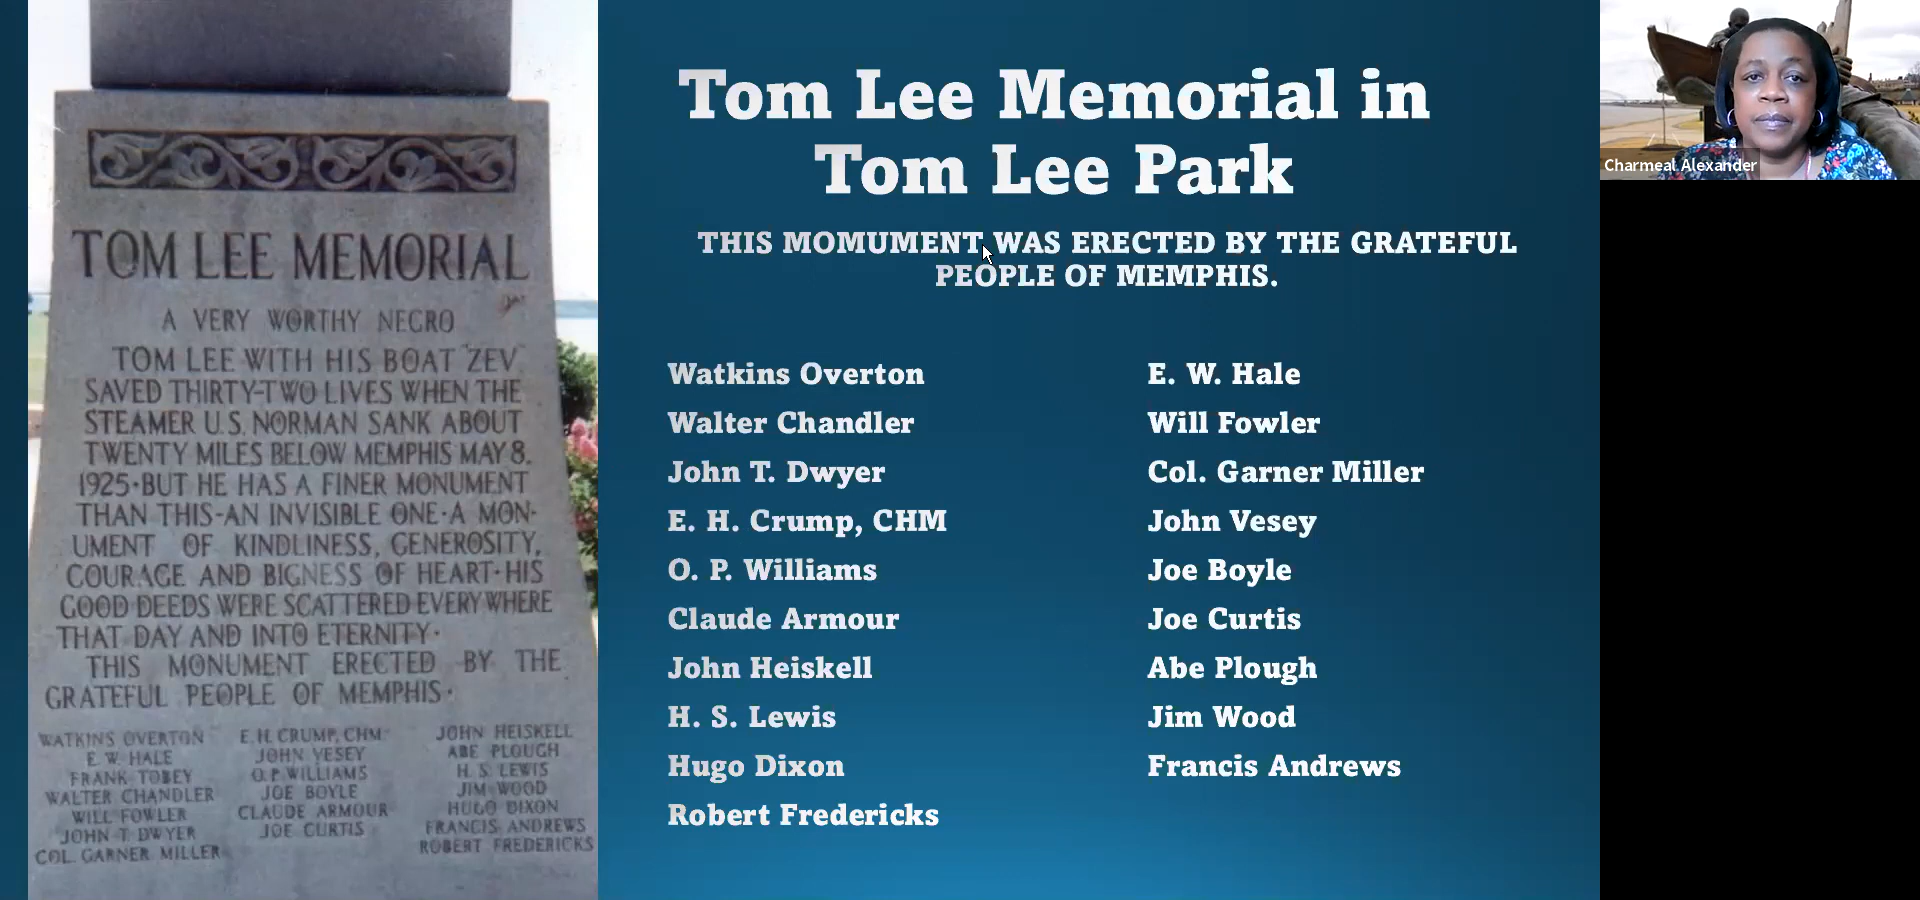 TOM LEE MEMORIAL
A VERY WORTHY NEGRO
TOM LEE WITH HIS BOAT "ZEV"
SAVED THIRTY-TWO LIVES WHEN THE
STEAMER U.S. NORMAN SANK ABOUT
TWENTY MILES BELOW MEMPHIS MAY 8,
1925·BUT HE HAS A FINER MONUMENT
THAN THIS-AN INVISIBLE ONE·A MON-
UMENT OF KINDLINESS, GENEROSITY,
COURAGE AND BIGNESS OF HEART·HIS
GOOD DEEDS WERE SCATTERED EVERYWHERE
THAT DAY AND INTO ETERNITY·
THIS MONUMENT ERECTED BY THE
GRATEFUL PEOPLE OF MEMPHIS·
WATKINS OVERTON
E. W. HALE
FRANK TOBEY
WALTER CHANDLER
WILL FOWLER
JOHN T. DWYER
COL. GARNER MILLER
E. H. CRUMP, CHM.
JOHN VESEY
O. P. WILLIAMS
JOE BOYLE
CLAUDE ARMOUR
JOE CURTIS
JOHN HEISKELL
ABE PLOUGH
H. S. LEWIS
JIM WOOD
HUGO DIXON
FRANCIS ANDREWS
ROBERT FREDERICKS
Tom Lee Memorial in
Tom Lee Park
THIS MOMUMENT WAS ERECTED BY THE GRATEFUL
PEOPLE OF MEMPHIS.
Watkins Overton
Walter Chandler
John T. Dwyer
E. H. Crump, CHM
O. P. Williams
Claude Armour
John Heiskell
H. S. Lewis
Hugo Dixon
Robert Fredericks
E. W. Hale
Will Fowler
Col. Garner Miller
John Vesey
Joe Boyle
Joe Curtis
Abe Plough
Jim Wood
Francis Andrews
Charmeal Alexander